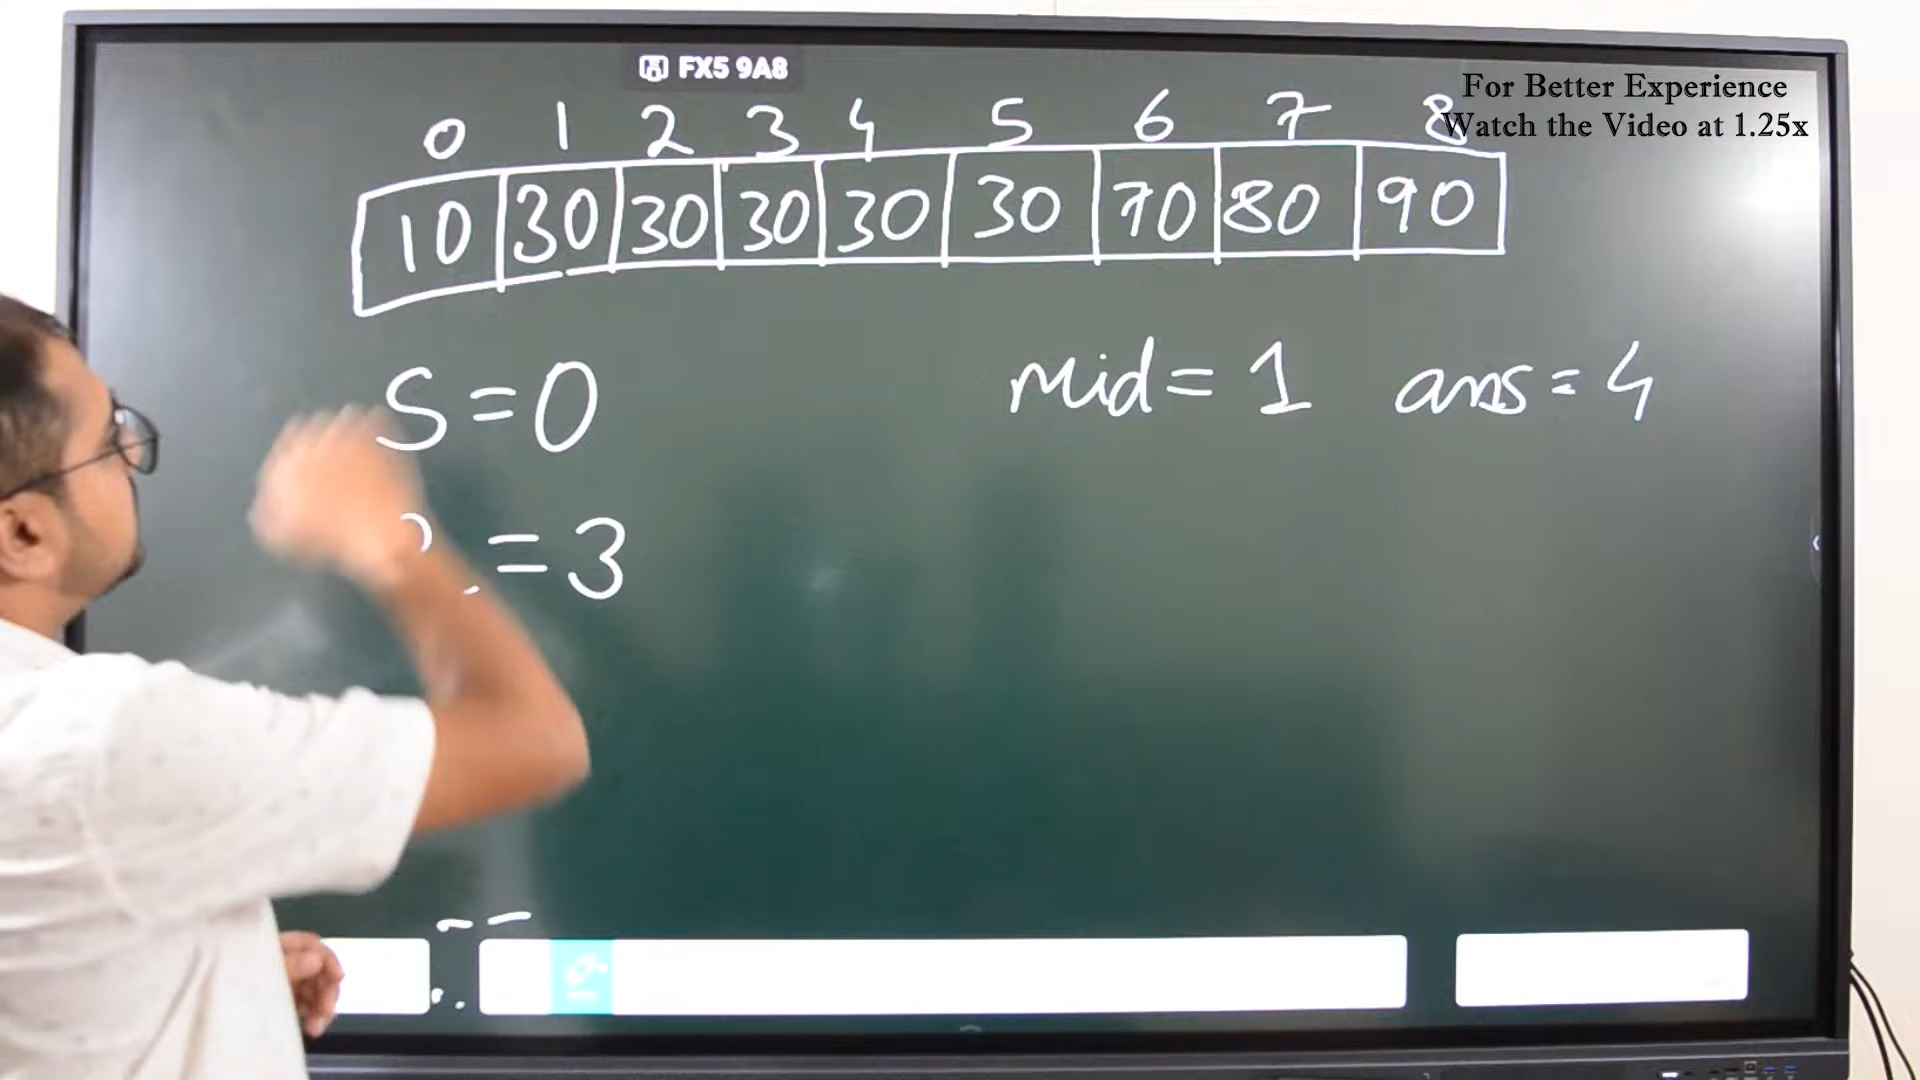 FX5 9A8
For Better Experience
Watch the Video at 1.25x
0 1 2 3 4 5 6 7 8
10 30 30 30 30 30 70 80 90
S = 0 mid = 1 ans = 4
= 3